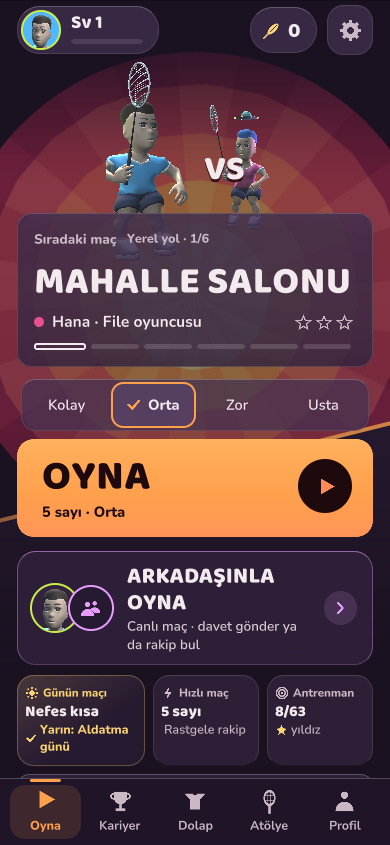 Sv 1
0
VS
Sıradaki maç Yerel yol · 1/6
MAHALLE SALONU
Hana · File oyuncusu
Kolay
Orta
Zor
Usta
OYNA
5 sayı · Orta
ARKADAŞINLA
OYNA
Canlı maç · davet gönder ya
da rakip bul
Günün maçı
Nefes kısa
Yarın: Aldatma
günü
Hızlı maç
5 sayı
Rastgele rakip
Antrenman
8/63
yıldız
Oyna
Kariyer
Dolap
Atölye
Profil